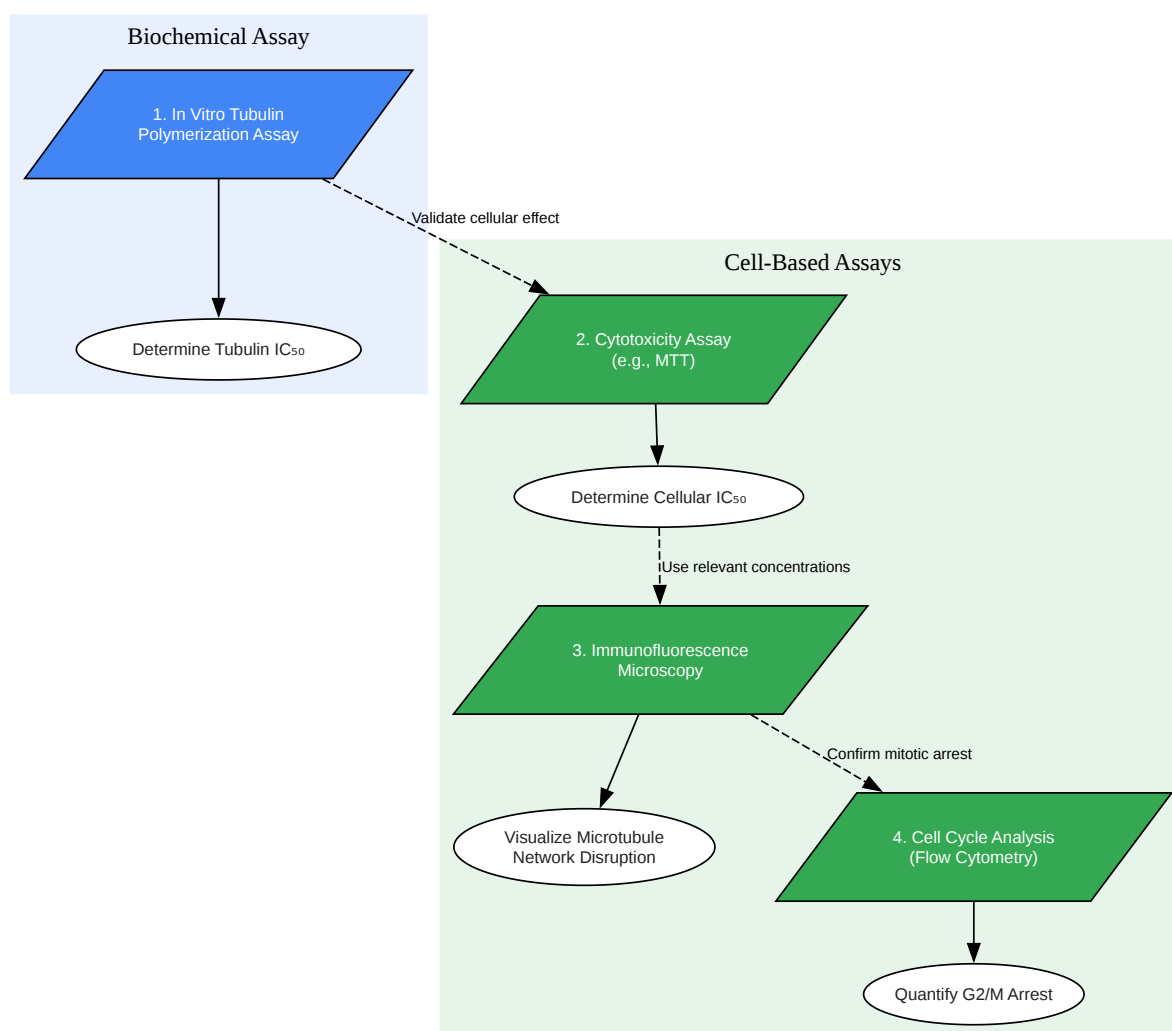 Biochemical Assay
1. In Vitro Tubulin
Polymerization Assay
Validate cellular effect
Cell-Based Assays
Determine Tubulin IC₅₀
2. Cytotoxicity Assay
(e.g., MTT)
Determine Cellular IC₅₀
Use relevant concentrations
3. Immunofluorescence
Microscopy
Confirm mitotic arrest
Visualize Microtubule
Network Disruption
4. Cell Cycle Analysis
(Flow Cytometry)
Quantify G2/M Arrest